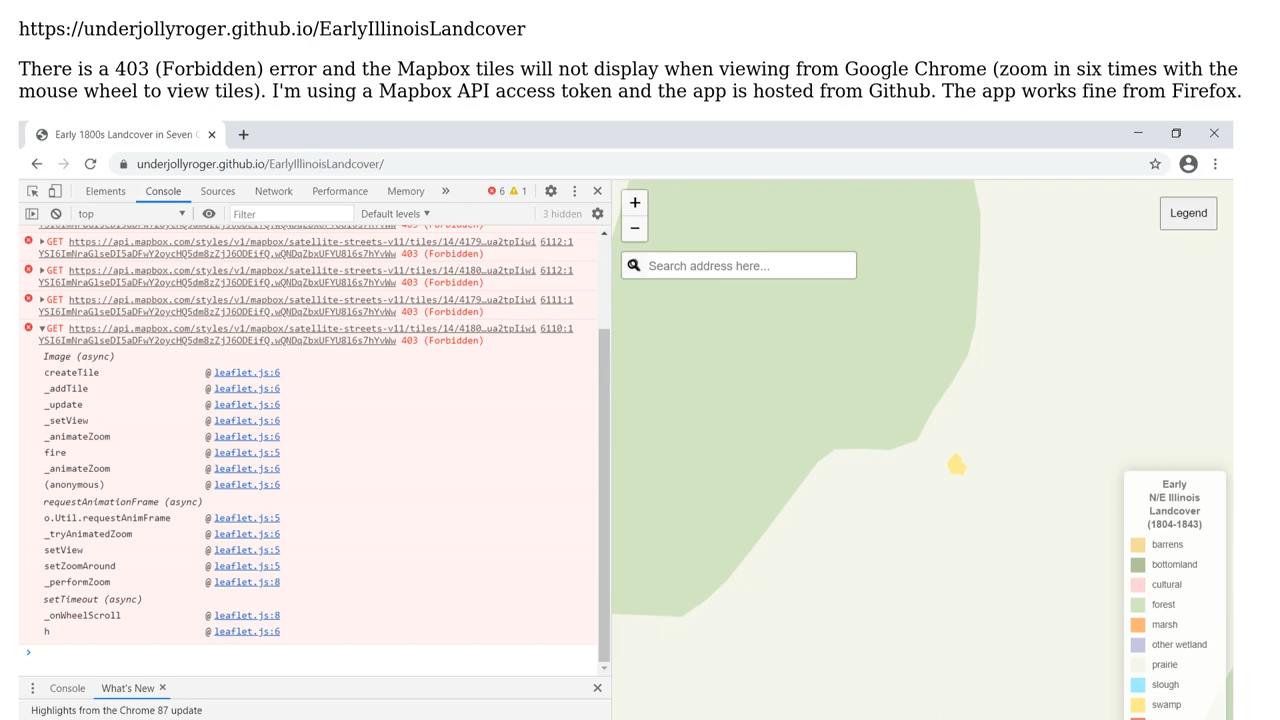 https://underjollyroger.github.io/EarlyIllinoisLandcover
There is a 403 (Forbidden) error and the Mapbox tiles will not display when viewing from Google Chrome (zoom in six times with the
mouse wheel to view tiles). I'm using a Mapbox API access token and the app is hosted from Github. The app works fine from Firefox.
Early 1800s Landcover in Seven
underjollyroger.github.io/EarlyIllinoisLandcover/
Elements Console Sources Network Performance Memory » 6 1
top Filter Default levels 3 hidden
403 (Forbidden)
GET https://api.mapbox.com/styles/v1/mapbox/satellite-streets-v11/tiles/14/4179…ua2tpIiwi 6112:1
YSI6ImNraGlseDI5aDFwY2oycHQ5dm8zZjJ6ODEifQ.wQNDqZbxUFYU8l6s7hYvWw 403 (Forbidden)
GET https://api.mapbox.com/styles/v1/mapbox/satellite-streets-v11/tiles/14/4180…ua2tpIiwi 6112:1
YSI6ImNraGlseDI5aDFwY2oycHQ5dm8zZjJ6ODEifQ.wQNDqZbxUFYU8l6s7hYvWw 403 (Forbidden)
GET https://api.mapbox.com/styles/v1/mapbox/satellite-streets-v11/tiles/14/4179…ua2tpIiwi 6111:1
YSI6ImNraGlseDI5aDFwY2oycHQ5dm8zZjJ6ODEifQ.wQNDqZbxUFYU8l6s7hYvWw 403 (Forbidden)
GET https://api.mapbox.com/styles/v1/mapbox/satellite-streets-v11/tiles/14/4180…ua2tpIiwi 6110:1
YSI6ImNraGlseDI5aDFwY2oycHQ5dm8zZjJ6ODEifQ.wQNDqZbxUFYU8l6s7hYvWw 403 (Forbidden)
Image (async)
createTile @ leaflet.js:6
_addTile @ leaflet.js:6
_update @ leaflet.js:6
_setView @ leaflet.js:6
_animateZoom @ leaflet.js:6
fire @ leaflet.js:5
_animateZoom @ leaflet.js:6
(anonymous) @ leaflet.js:6
requestAnimationFrame (async)
o.Util.requestAnimFrame @ leaflet.js:5
_tryAnimatedZoom @ leaflet.js:6
setView @ leaflet.js:5
setZoomAround @ leaflet.js:5
_performZoom @ leaflet.js:8
setTimeout (async)
_onWheelScroll @ leaflet.js:8
h @ leaflet.js:6
Console What's New
Highlights from the Chrome 87 update
+
−
Search address here...
Legend
Early
N/E Illinois
Landcover
(1804-1843)
barrens
bottomland
cultural
forest
marsh
other wetland
prairie
slough
swamp